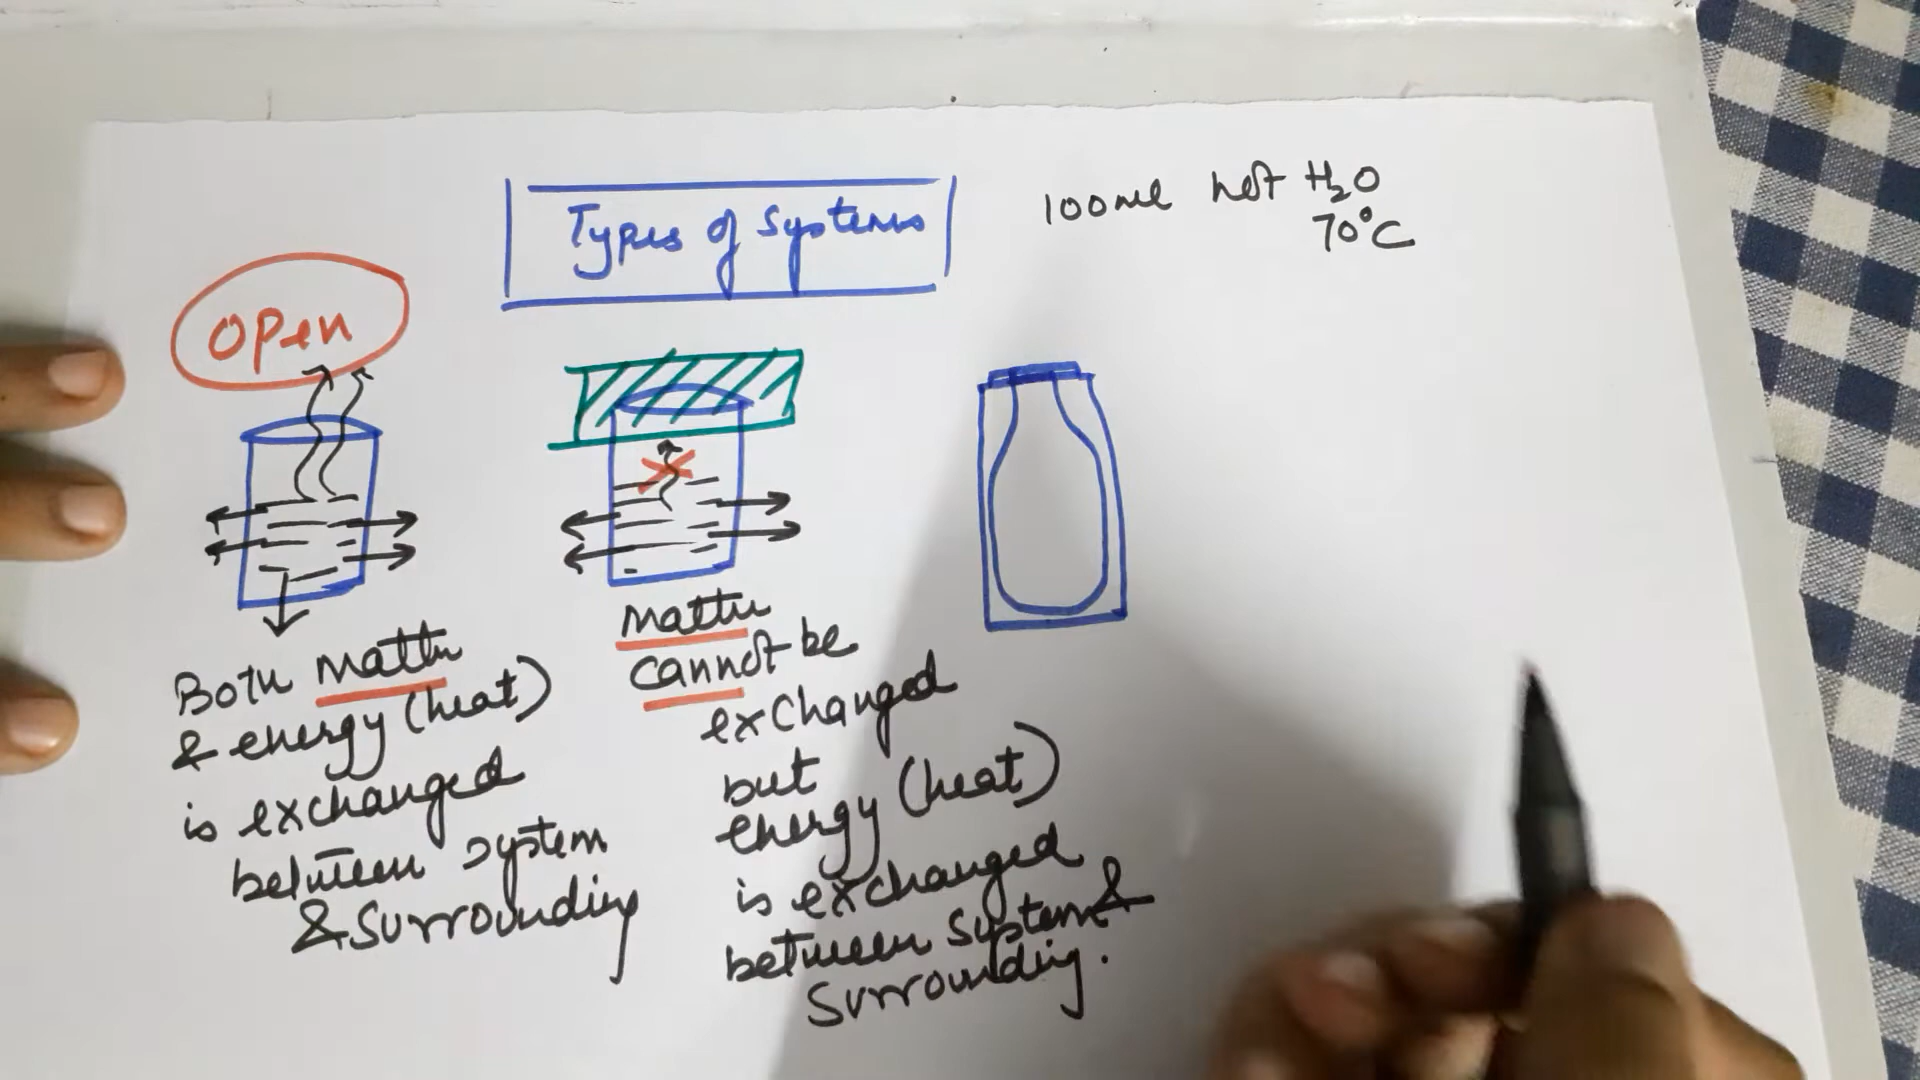 Types of Systems
100ml hot H₂O
70°C
Open
Both matter
& energy (heat)
is exchanged
between system
& surrounding
matter
cannot be
exchanged
but
energy (heat)
is exchanged
between system &
surrounding.